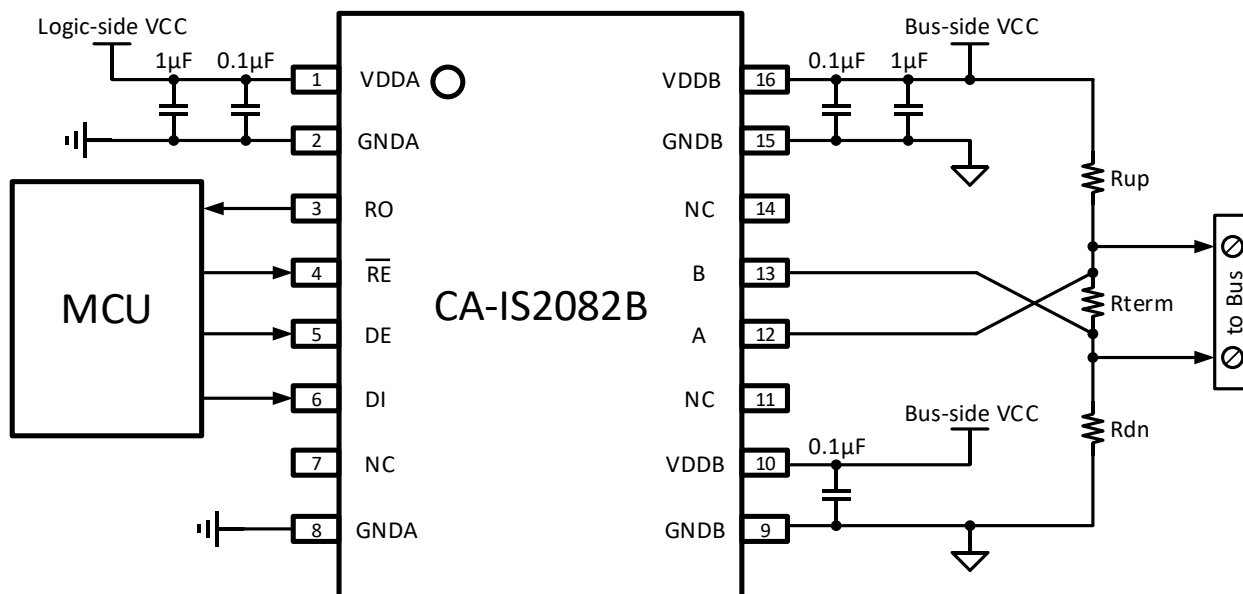 Logic-side VCC
1µF 0.1µF
1 VDDA
2 GNDA
3 RO
4 RE
5 DE
6 DI
7 NC
8 GNDA
MCU
CA-IS2082B
Bus-side VCC
0.1µF 1µF
VDDB 16
GNDB 15
NC 14
B 13
A 12
NC 11
VDDB 10
GNDB 9
Bus-side VCC
0.1µF
Rup
Rterm
Rdn
to Bus